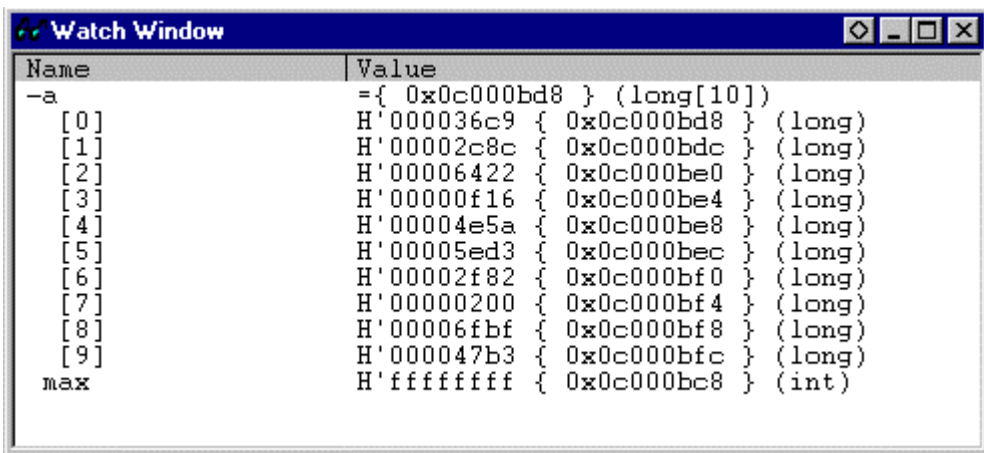 Watch Window
Name Value
-a ={ 0x0c000bd8 } (long[10])
[0] H'000036c9 { 0x0c000bd8 } (long)
[1] H'00002c8c { 0x0c000bdc } (long)
[2] H'00006422 { 0x0c000be0 } (long)
[3] H'00000f16 { 0x0c000be4 } (long)
[4] H'00004e5a { 0x0c000be8 } (long)
[5] H'00005ed3 { 0x0c000bec } (long)
[6] H'00002f82 { 0x0c000bf0 } (long)
[7] H'00000200 { 0x0c000bf4 } (long)
[8] H'00006fbf { 0x0c000bf8 } (long)
[9] H'000047b3 { 0x0c000bfc } (long)
max H'ffffffff { 0x0c000bc8 } (int)